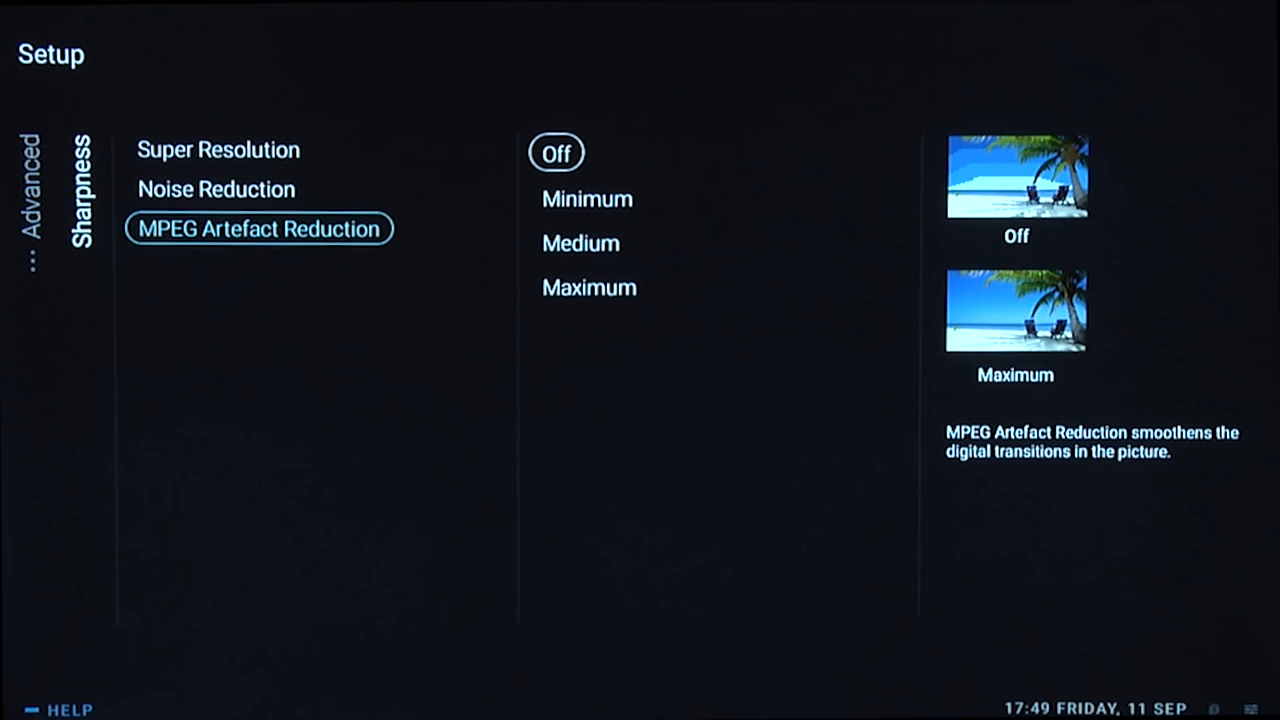 Setup
... Advanced
Sharpness
Super Resolution
Noise Reduction
MPEG Artefact Reduction
Off
Minimum
Medium
Maximum
Off
Maximum
MPEG Artefact Reduction smoothens the
digital transitions in the picture.
HELP
17:49 FRIDAY, 11 SEP